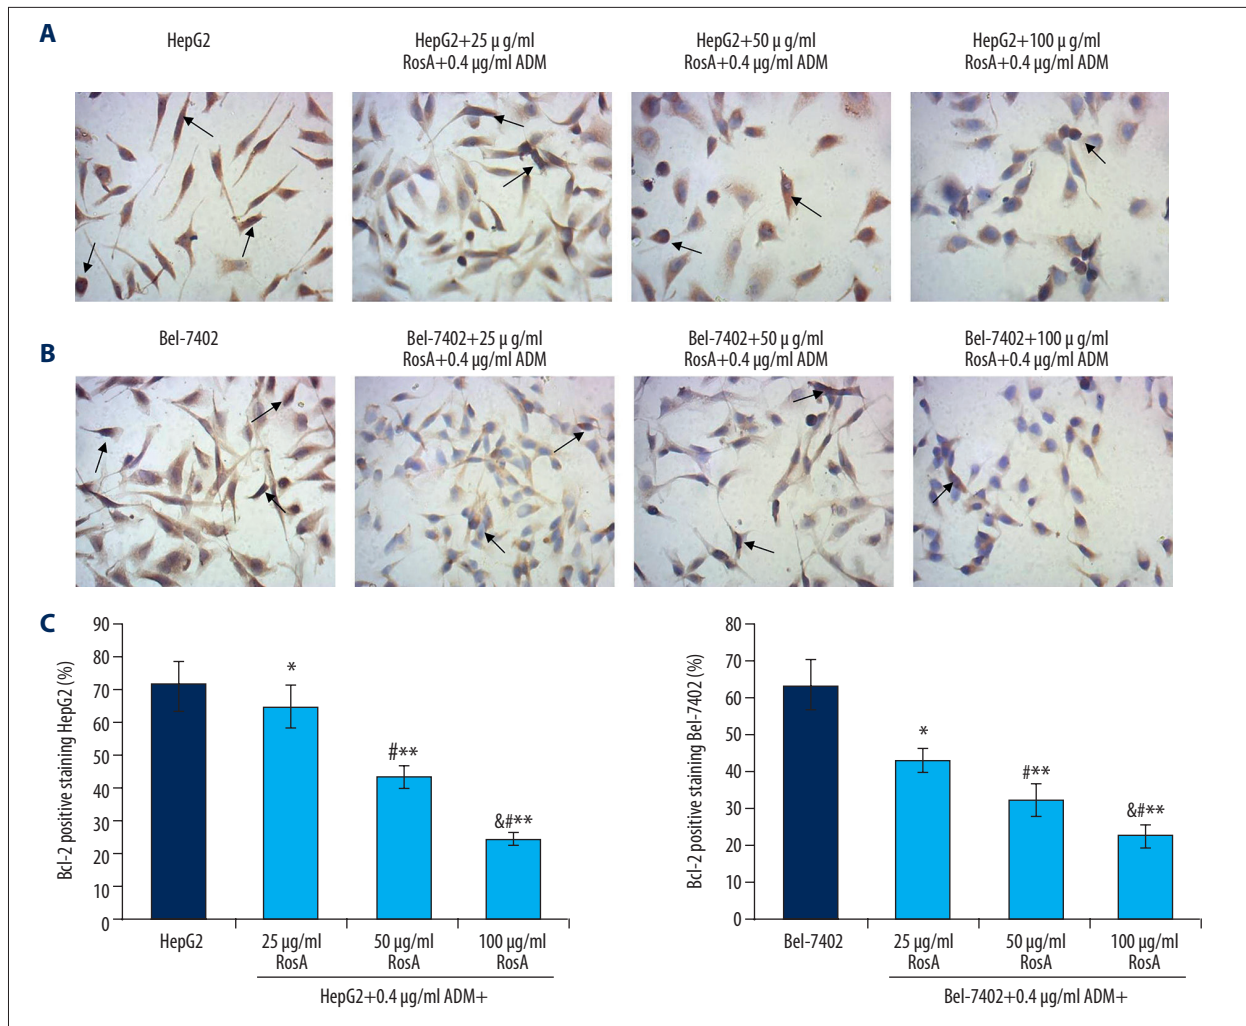 A
HepG2
HepG2+25 µ g/ml
RosA+0.4 µg/ml ADM
HepG2+50 µ g/ml
RosA+0.4 µg/ml ADM
HepG2+100 µ g/ml
RosA+0.4 µg/ml ADM
B
Bel-7402
Bel-7402+25 µ g/ml
RosA+0.4 µg/ml ADM
Bel-7402+50 µ g/ml
RosA+0.4 µg/ml ADM
Bel-7402+100 µ g/ml
RosA+0.4 µg/ml ADM
C
Bcl-2 positive staining HepG2 (%)
90
80
70
60
50
40
30
20
10
0
*
#**
&#**
HepG2
25 µg/ml
RosA
50 µg/ml
RosA
100 µg/ml
RosA
HepG2+0.4 µg/ml ADM+
Bcl-2 positive staining Bel-7402 (%)
80
70
60
50
40
30
20
10
0
*
#**
&#**
Bel-7402
25 µg/ml
RosA
50 µg/ml
RosA
100 µg/ml
RosA
Bel-7402+0.4 µg/ml ADM+